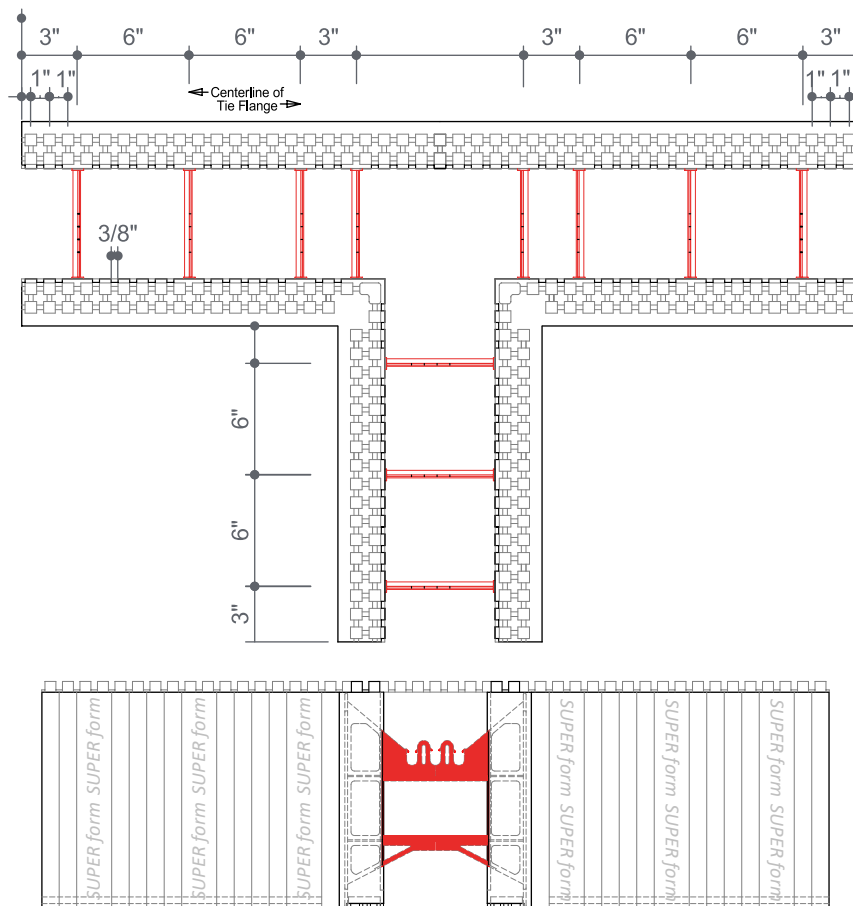 3" 6" 6" 3" 3" 6" 6" 3"
1" 1" 1" 1"
Centerline of
Tie Flange
3/8"
6"
6"
3"
SUPER form SUPER form
SUPER form SUPER form
SUPER form SUPER form
SUPER form SUPER form
SUPER form SUPER form
SUPER form SUPER form